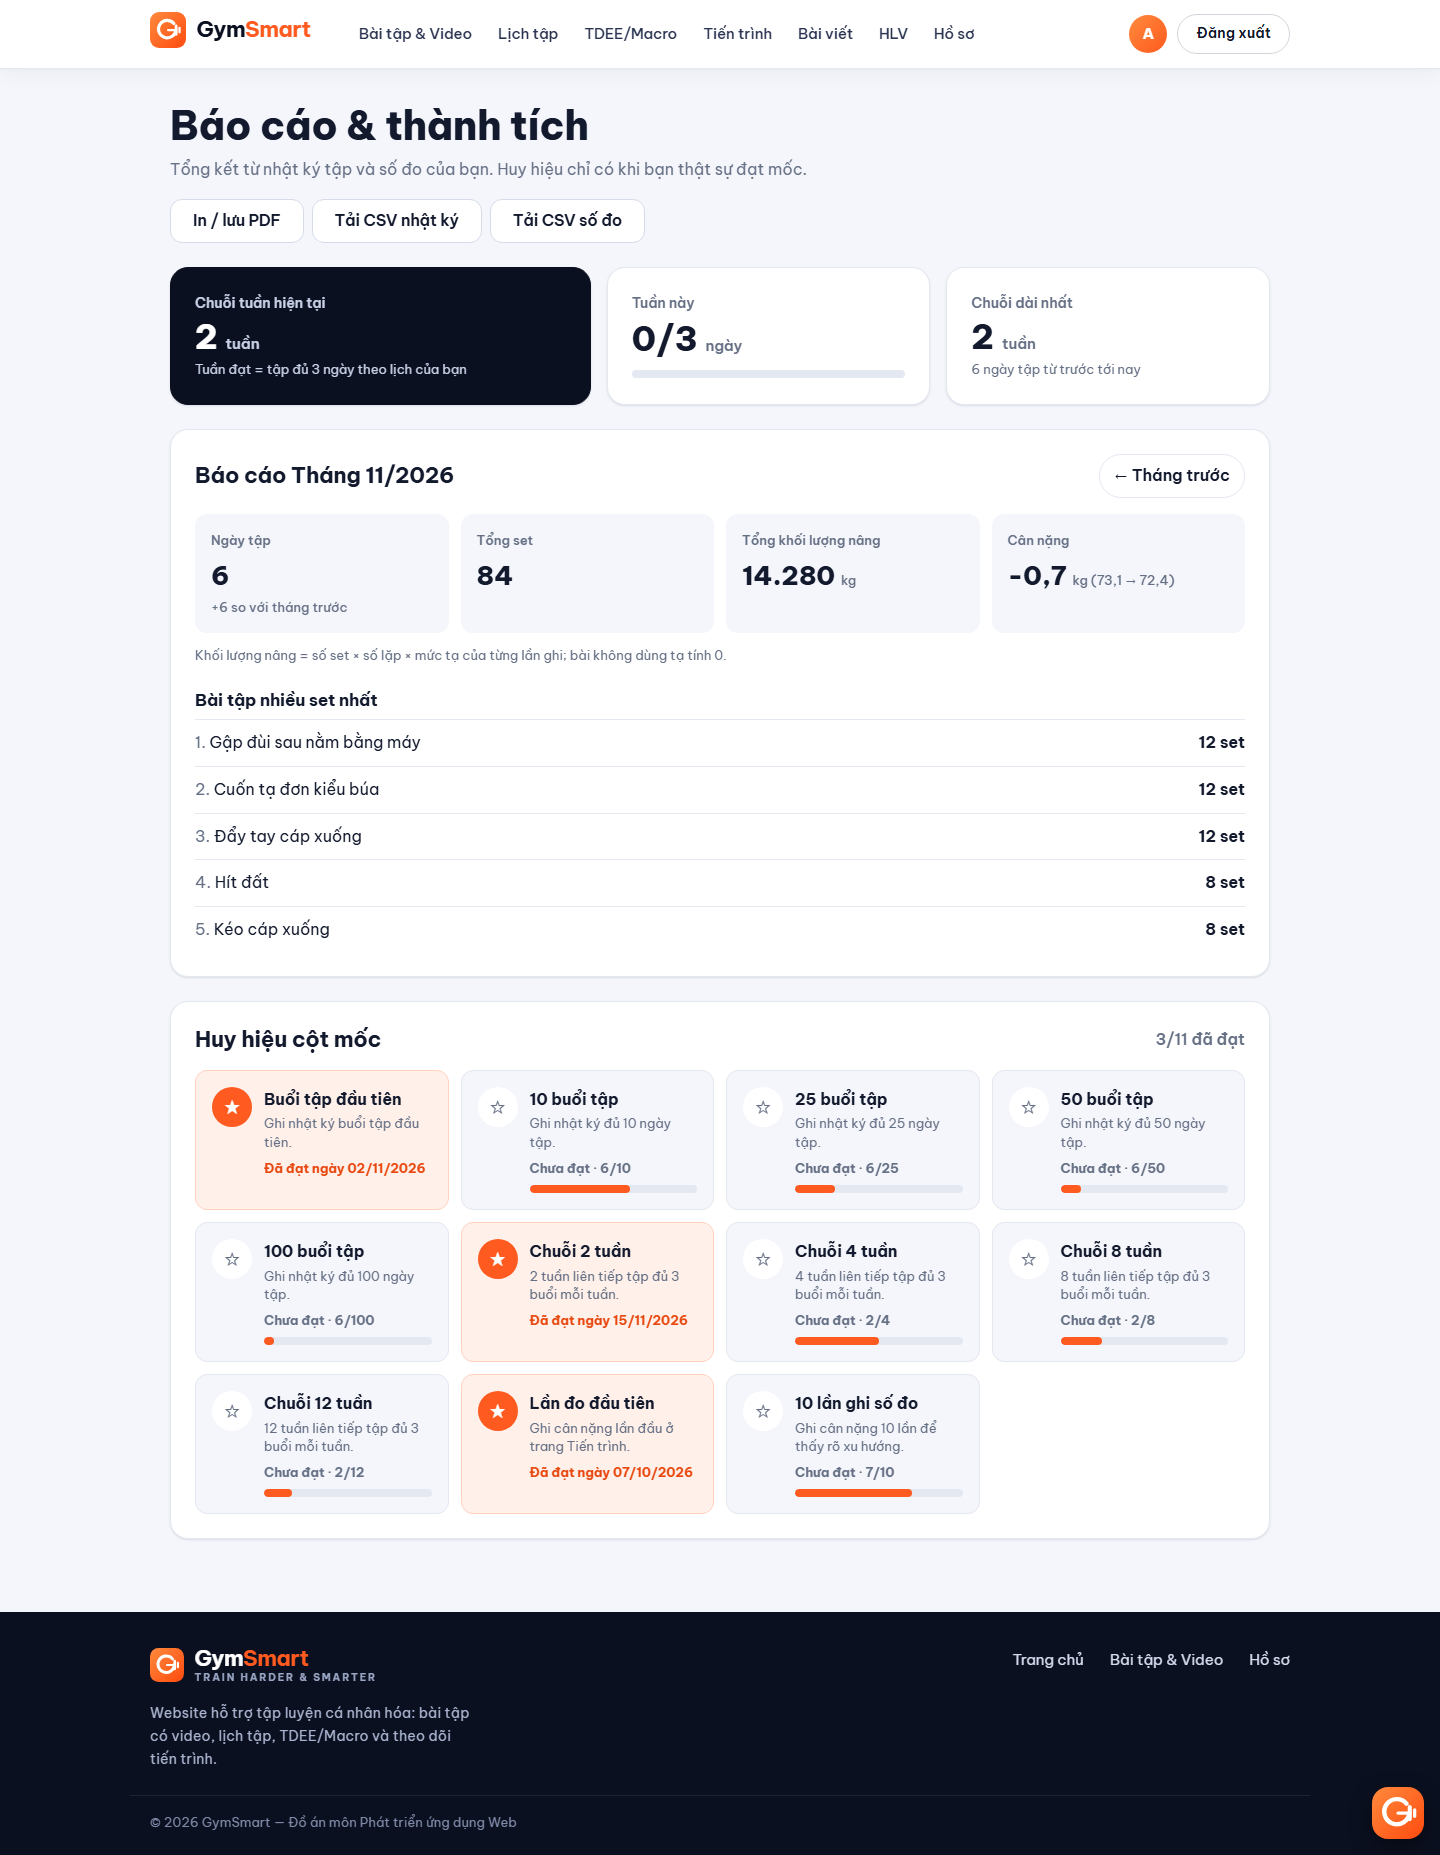 GymSmart
Bài tập & Video
Lịch tập
TDEE/Macro
Tiến trình
Bài viết
HLV
Hồ sơ
A
Đăng xuất
Báo cáo & thành tích
Tổng kết từ nhật ký tập và số đo của bạn. Huy hiệu chỉ có khi bạn thật sự đạt mốc.
In / lưu PDF
Tải CSV nhật ký
Tải CSV số đo
Chuỗi tuần hiện tại
2 tuần
Tuần đạt = tập đủ 3 ngày theo lịch của bạn
Tuần này
0/3 ngày
Chuỗi dài nhất
2 tuần
6 ngày tập từ trước tới nay
Báo cáo Tháng 11/2026
← Tháng trước
Ngày tập
6
+6 so với tháng trước
Tổng set
84
Tổng khối lượng nâng
14.280 kg
Cân nặng
-0,7 kg (73,1 → 72,4)
Khối lượng nâng = số set × số lặp × mức tạ của từng lần ghi; bài không dùng tạ tính 0.
Bài tập nhiều set nhất
1. Gập đùi sau nằm bằng máy 12 set
2. Cuốn tạ đơn kiểu búa 12 set
3. Đẩy tay cáp xuống 12 set
4. Hít đất 8 set
5. Kéo cáp xuống 8 set
Huy hiệu cột mốc
3/11 đã đạt
Buổi tập đầu tiên
Ghi nhật ký buổi tập đầu
tiên.
Đã đạt ngày 02/11/2026
10 buổi tập
Ghi nhật ký đủ 10 ngày
tập.
Chưa đạt · 6/10
25 buổi tập
Ghi nhật ký đủ 25 ngày
tập.
Chưa đạt · 6/25
50 buổi tập
Ghi nhật ký đủ 50 ngày
tập.
Chưa đạt · 6/50
100 buổi tập
Ghi nhật ký đủ 100 ngày
tập.
Chưa đạt · 6/100
Chuỗi 2 tuần
2 tuần liên tiếp tập đủ 3
buổi mỗi tuần.
Đã đạt ngày 15/11/2026
Chuỗi 4 tuần
4 tuần liên tiếp tập đủ 3
buổi mỗi tuần.
Chưa đạt · 2/4
Chuỗi 8 tuần
8 tuần liên tiếp tập đủ 3
buổi mỗi tuần.
Chưa đạt · 2/8
Chuỗi 12 tuần
12 tuần liên tiếp tập đủ 3
buổi mỗi tuần.
Chưa đạt · 2/12
Lần đo đầu tiên
Ghi cân nặng lần đầu ở
trang Tiến trình.
Đã đạt ngày 07/10/2026
10 lần ghi số đo
Ghi cân nặng 10 lần để
thấy rõ xu hướng.
Chưa đạt · 7/10
GymSmart
TRAIN HARDER & SMARTER
Trang chủ
Bài tập & Video
Hồ sơ
Website hỗ trợ tập luyện cá nhân hóa: bài tập
có video, lịch tập, TDEE/Macro và theo dõi
tiến trình.
© 2026 GymSmart — Đồ án môn Phát triển ứng dụng Web